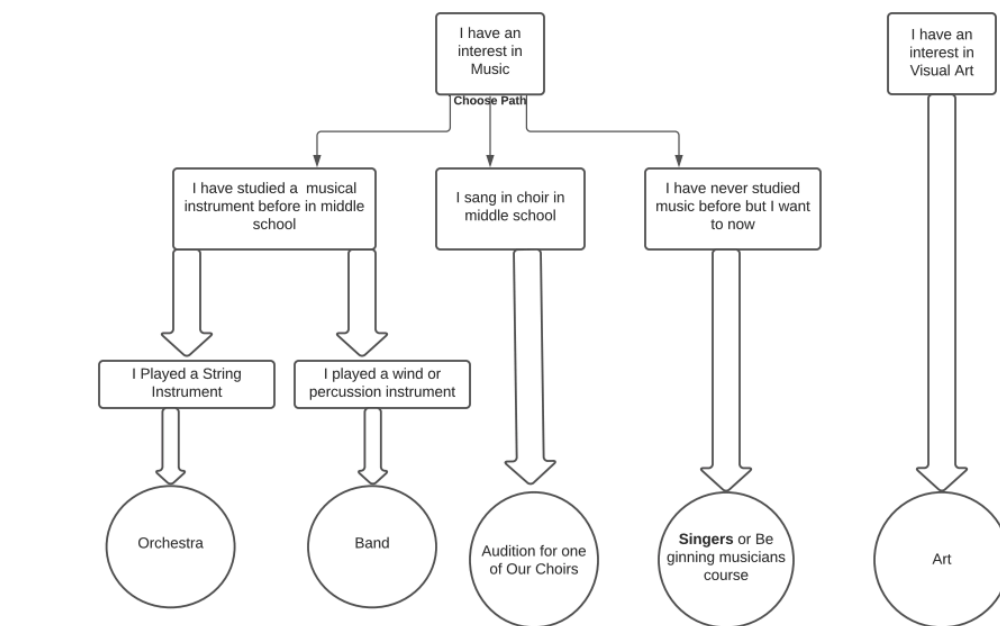 I have an
interest in
Music
I have an
interest in
Visual Art
Choose Path
I have studied a  musical
instrument before in middle
school
I sang in choir in
middle school
I have never studied
music before but I want
to now
I Played a String
Instrument
I played a wind or
percussion instrument
Orchestra
Band
Audition for one
of Our Choirs
Singers or Be
ginning musicians
course
Art